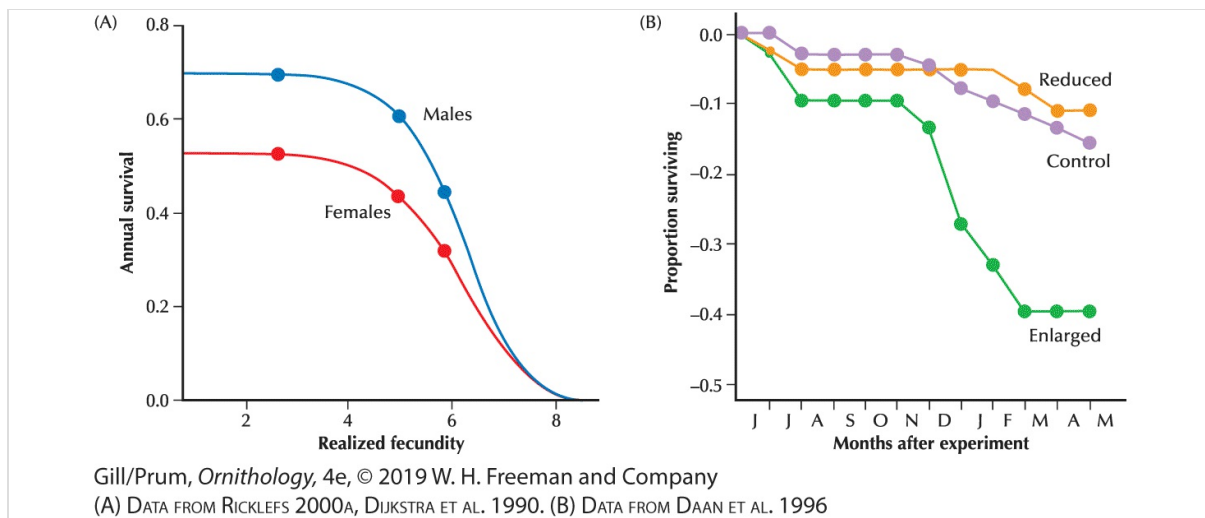 (A)
0.8
0.6
0.4
0.2
0.0
Annual survival
Males
Females
2 4 6 8
Realized fecundity
(B)
0.0
–0.1
–0.2
–0.3
–0.4
–0.5
Proportion surviving
Reduced
Control
Enlarged
J J A S O N D J F M A M
Months after experiment
Gill/Prum, Ornithology, 4e, © 2019 W. H. Freeman and Company
(A) DATA FROM RICKLEFS 2000A, DIJKSTRA ET AL. 1990. (B) DATA FROM DAAN ET AL. 1996